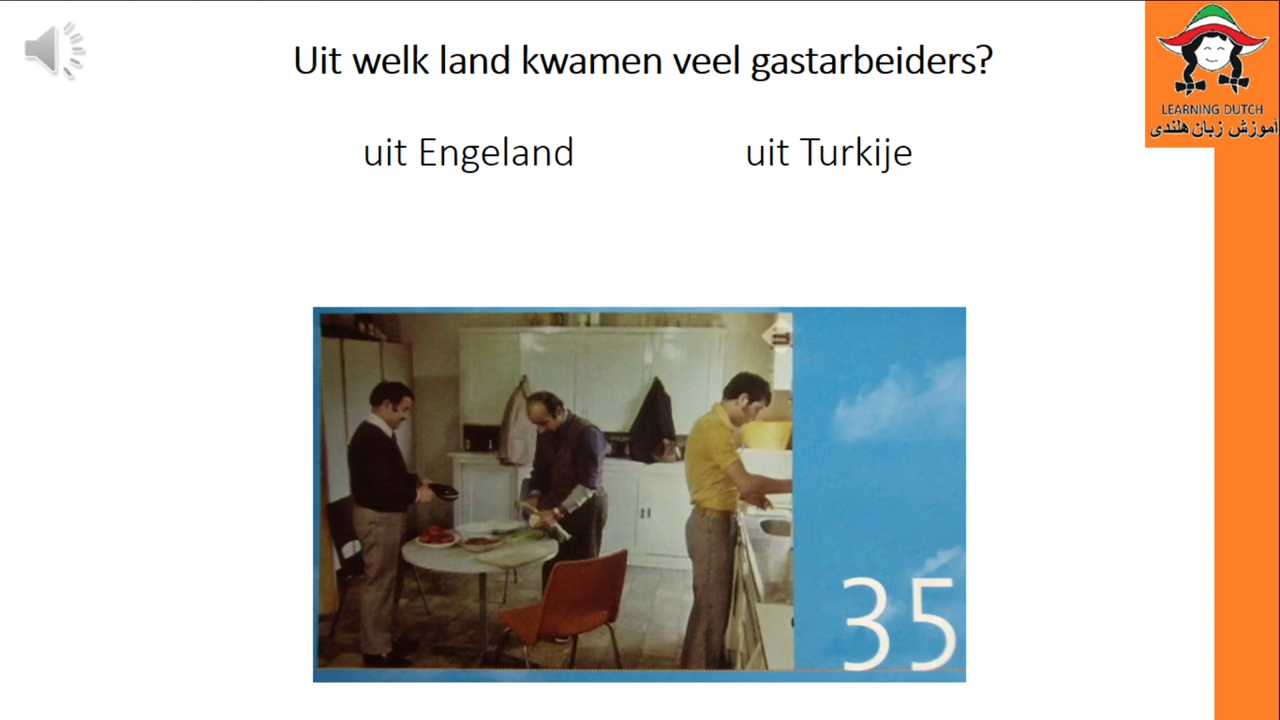 Uit welk land kwamen veel gastarbeiders?
uit Engeland
uit Turkije
LEARNING DUTCH
آموزش زبان هلندی
35